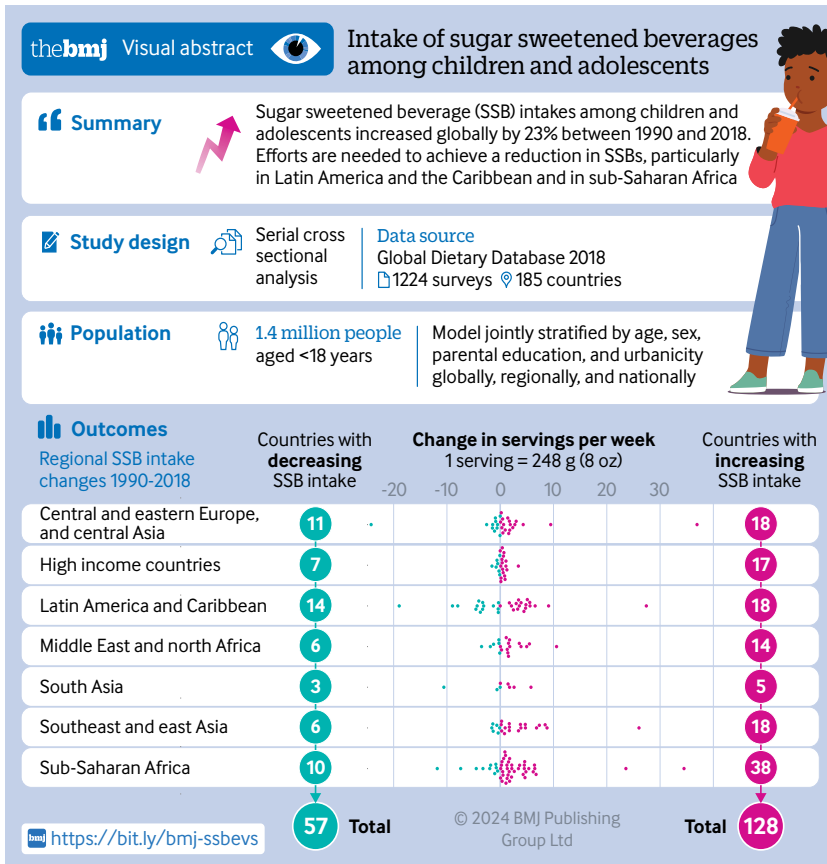 thebmj Visual abstract
Intake of sugar sweetened beverages
among children and adolescents
Summary
Sugar sweetened beverage (SSB) intakes among children and
adolescents increased globally by 23% between 1990 and 2018.
Efforts are needed to achieve a reduction in SSBs, particularly
in Latin America and the Caribbean and in sub-Saharan Africa
Study design
Serial cross
sectional
analysis
Data source
Global Dietary Database 2018
1224 surveys 185 countries
Population
1.4 million people
aged <18 years
Model jointly stratified by age, sex,
parental education, and urbanicity
globally, regionally, and nationally
Outcomes
Regional SSB intake
changes 1990-2018
Countries with
decreasing
SSB intake
Change in servings per week
1 serving = 248 g (8 oz)
-20 -10 0 10 20 30
Countries with
increasing
SSB intake
Central and eastern Europe,
and central Asia
11 18
High income countries 7 17
Latin America and Caribbean 14 18
Middle East and north Africa 6 14
South Asia 3 5
Southeast and east Asia 6 18
Sub-Saharan Africa 10 38
57 Total
Total 128
bmj https://bit.ly/bmj-ssbevs
© 2024 BMJ Publishing
Group Ltd